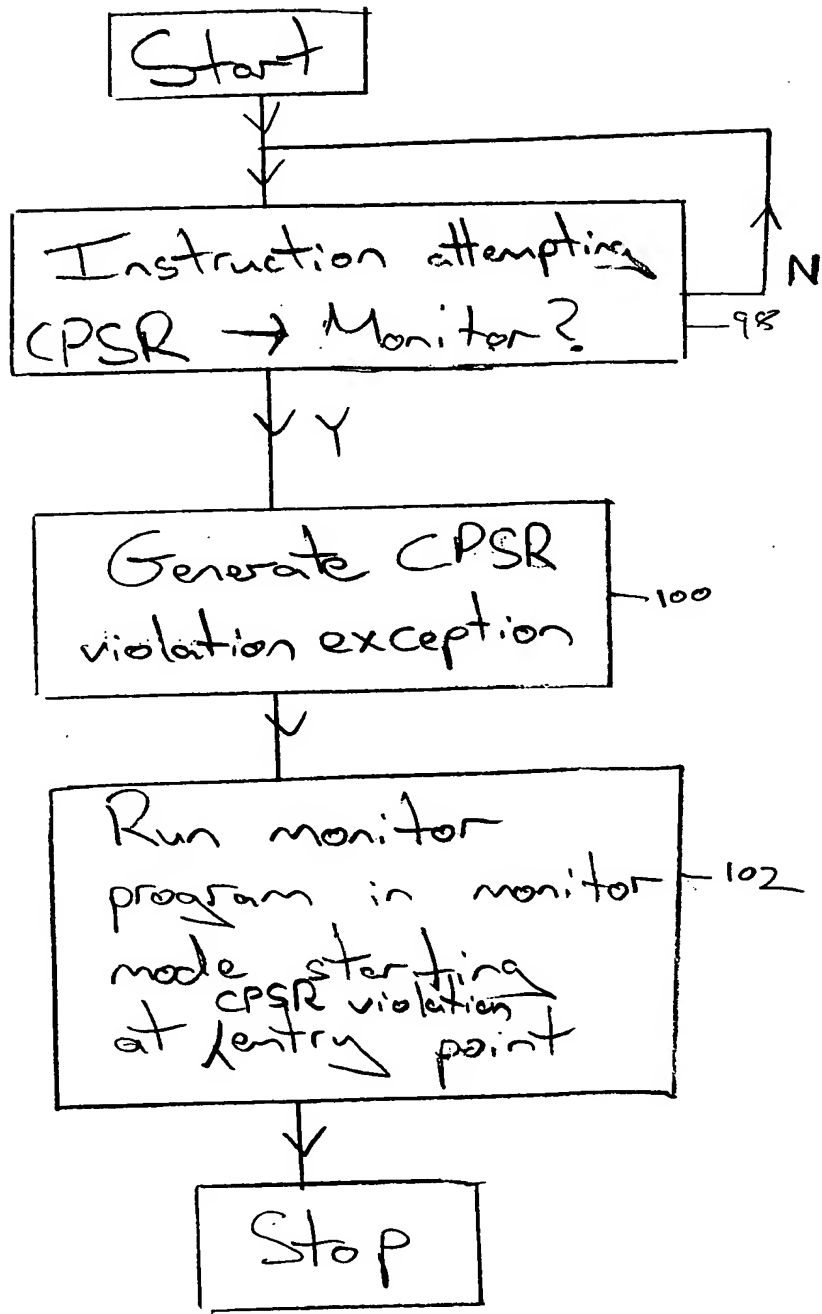 Start
Instruction attempting
CPSR → Monitor?
N
98
Y
Generate CPSR
violation exception
100
Run monitor
program in monitor
102
mode starting
CPSR violation
at entry point
Stop